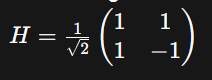 H = 1/√2 (1 1
1 −1)